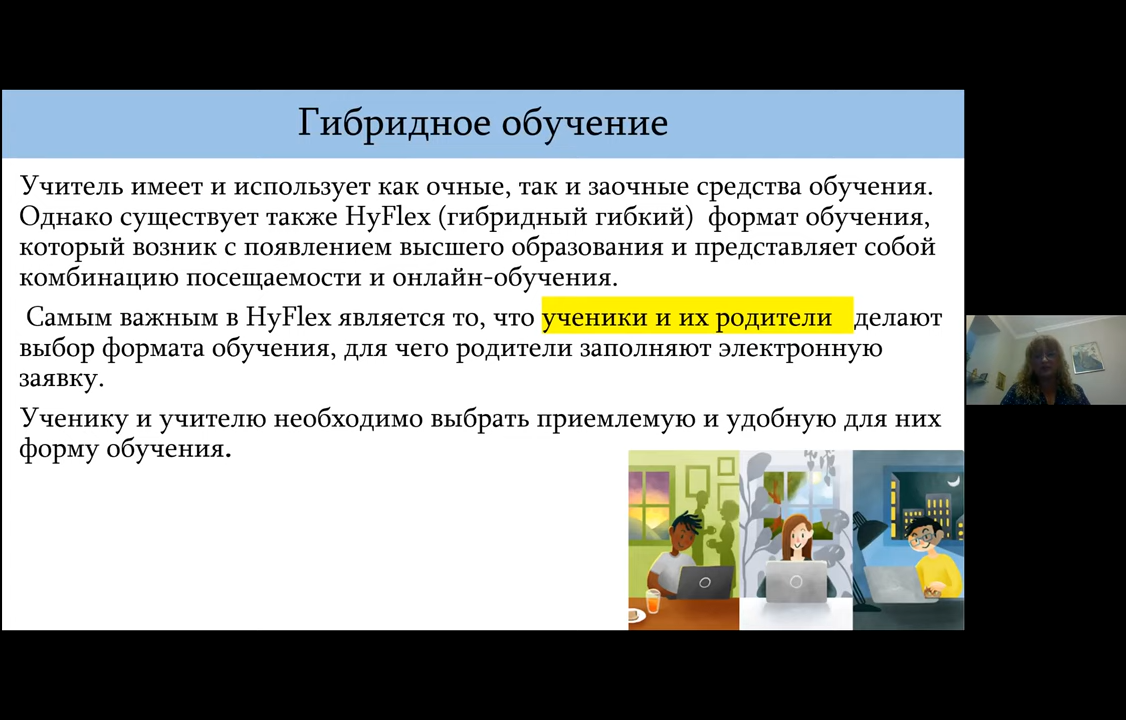 Гибридное обучение
Учитель имеет и использует как очные, так и заочные средства обучения.
Однако существует также HyFlex (гибридный гибкий)  формат обучения,
который возник с появлением высшего образования и представляет собой
комбинацию посещаемости и онлайн-обучения.
Самым важным в HyFlex является то, что ученики и их родители   делают
выбор формата обучения, для чего родители заполняют электронную
заявку.
Ученику и учителю необходимо выбрать приемлемую и удобную для них
форму обучения.